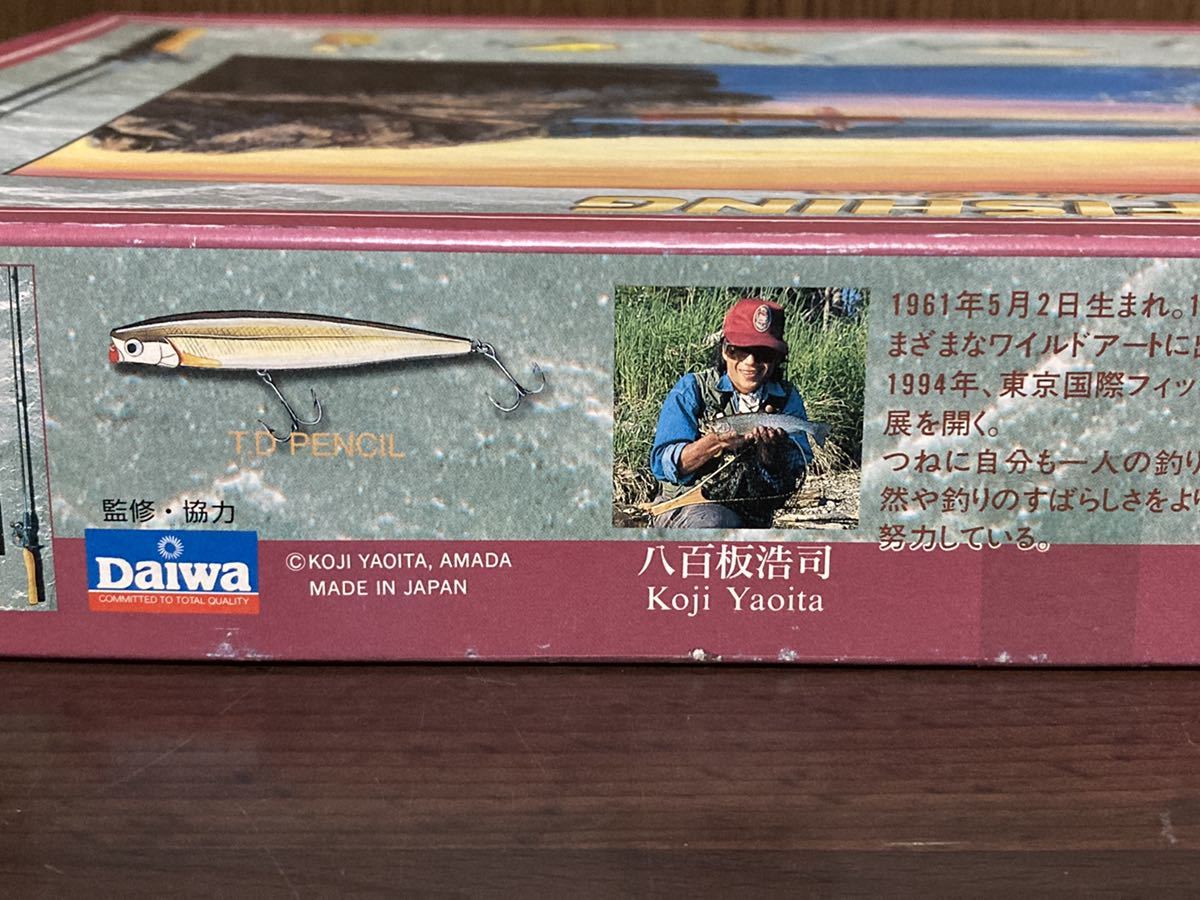 FISHING
T.D PENCIL
監修・協力
Daiwa
COMMITTED TO TOTAL QUALITY
©KOJI YAOITA, AMADA
MADE IN JAPAN
八百板浩司
Koji Yaoita
1961年5月2日生まれ。
まざまなワイルドアートに
1994年、東京国際フィッ
展を開く。
つねに自分も一人の釣り
然や釣りのすばらしさをよ
努力している。